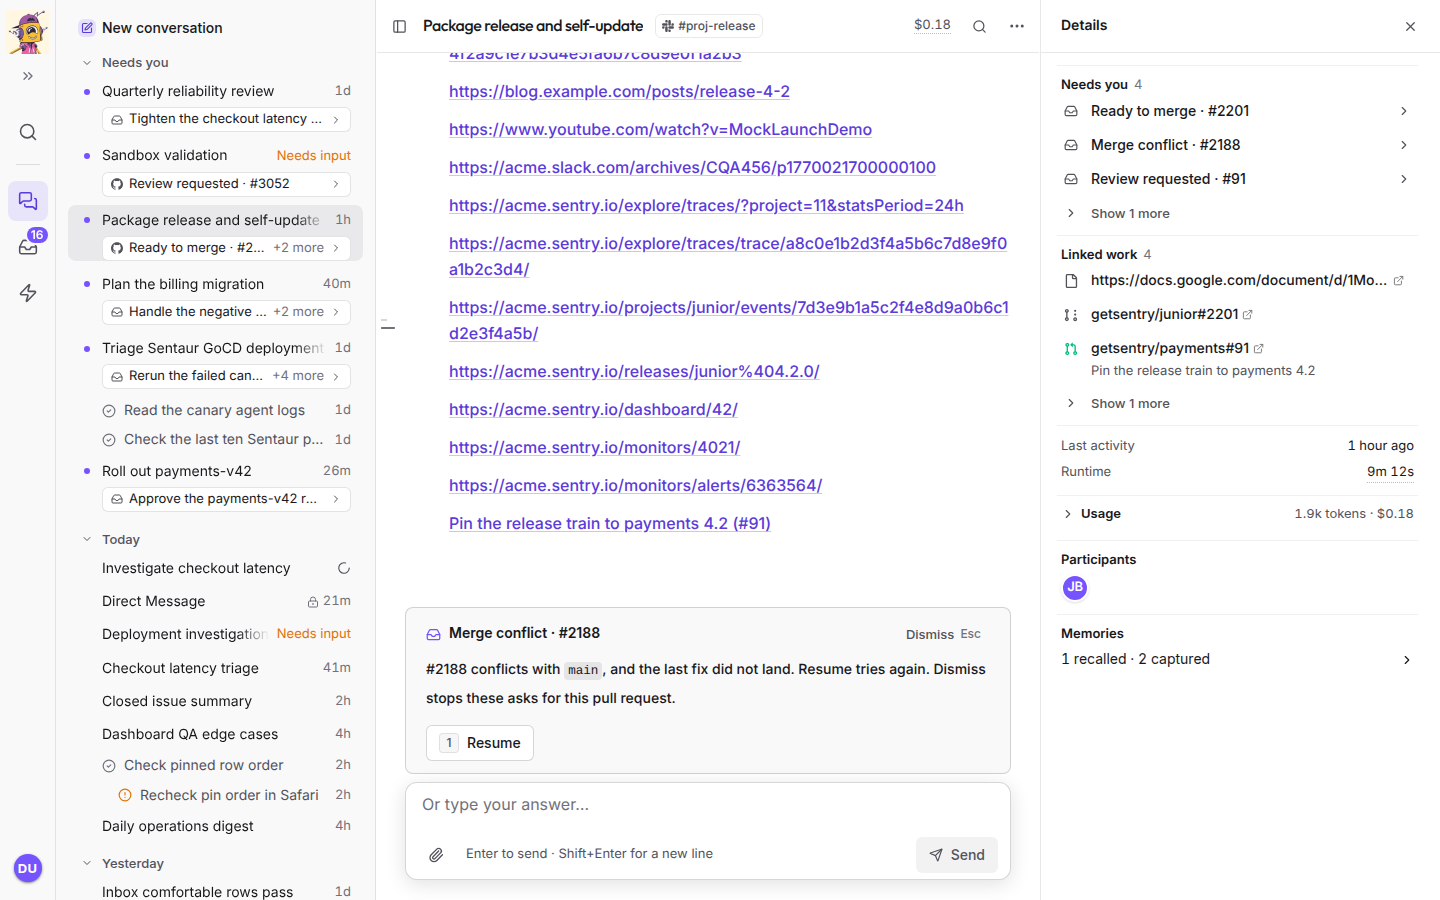 New conversation
Needs you
Quarterly reliability review 1d
Tighten the checkout latency ...
Sandbox validation Needs input
Review requested · #3052
Package release and self-update 1h
Ready to merge · #2... +2 more
Plan the billing migration 40m
Handle the negative ... +2 more
Triage Sentaur GoCD deployment 1d
Rerun the failed can... +4 more
Read the canary agent logs 1d
Check the last ten Sentaur p... 1d
Roll out payments-v42 26m
Approve the payments-v42 r...
Today
Investigate checkout latency
Direct Message 21m
Deployment investigation Needs input
Checkout latency triage 41m
Closed issue summary 2h
Dashboard QA edge cases 4h
Check pinned row order 2h
Recheck pin order in Safari 2h
Daily operations digest 4h
Yesterday
Inbox comfortable rows pass 1d
16
DU
Package release and self-update #proj-release $0.18
4f2a9c1e7b3d4e5fa6b7c8d9e0f1a2b3
https://blog.example.com/posts/release-4-2
https://www.youtube.com/watch?v=MockLaunchDemo
https://acme.slack.com/archives/CQA456/p1770021700000100
https://acme.sentry.io/explore/traces/?project=11&statsPeriod=24h
https://acme.sentry.io/explore/traces/trace/a8c0e1b2d3f4a5b6c7d8e9f0
a1b2c3d4/
https://acme.sentry.io/projects/junior/events/7d3e9b1a5c2f4e8d9a0b6c1
d2e3f4a5b/
https://acme.sentry.io/releases/junior%404.2.0/
https://acme.sentry.io/dashboard/42/
https://acme.sentry.io/monitors/4021/
https://acme.sentry.io/monitors/alerts/6363564/
Pin the release train to payments 4.2 (#91)
Merge conflict · #2188 Dismiss Esc
#2188 conflicts with main, and the last fix did not land. Resume tries again. Dismiss
stops these asks for this pull request.
1 Resume
Or type your answer...
Enter to send · Shift+Enter for a new line Send
Details
Needs you 4
Ready to merge · #2201
Merge conflict · #2188
Review requested · #91
Show 1 more
Linked work 4
https://docs.google.com/document/d/1Mo...
getsentry/junior#2201
getsentry/payments#91
Pin the release train to payments 4.2
Show 1 more
Last activity 1 hour ago
Runtime 9m 12s
Usage 1.9k tokens · $0.18
Participants
JB
Memories
1 recalled · 2 captured